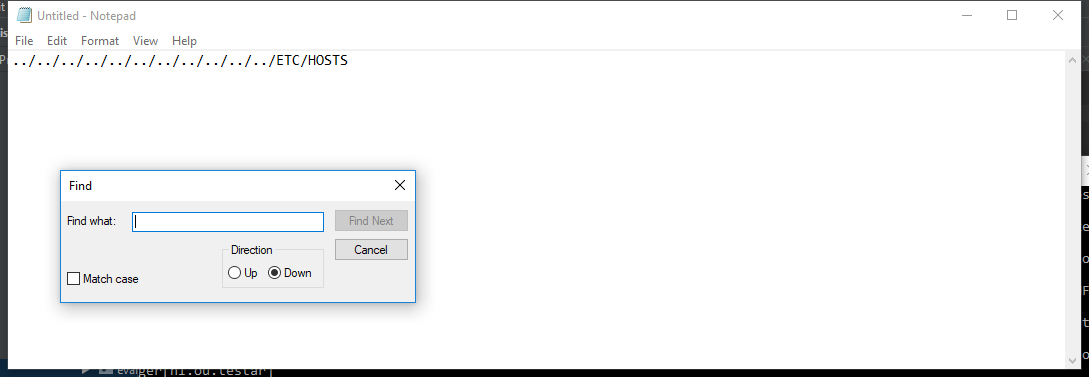 Untitled - Notepad
File Edit Format View Help
../../../../../../../../../../../ETC/HOSTS
Find
Find what:
Find Next
Direction
Cancel
Up Down
Match case